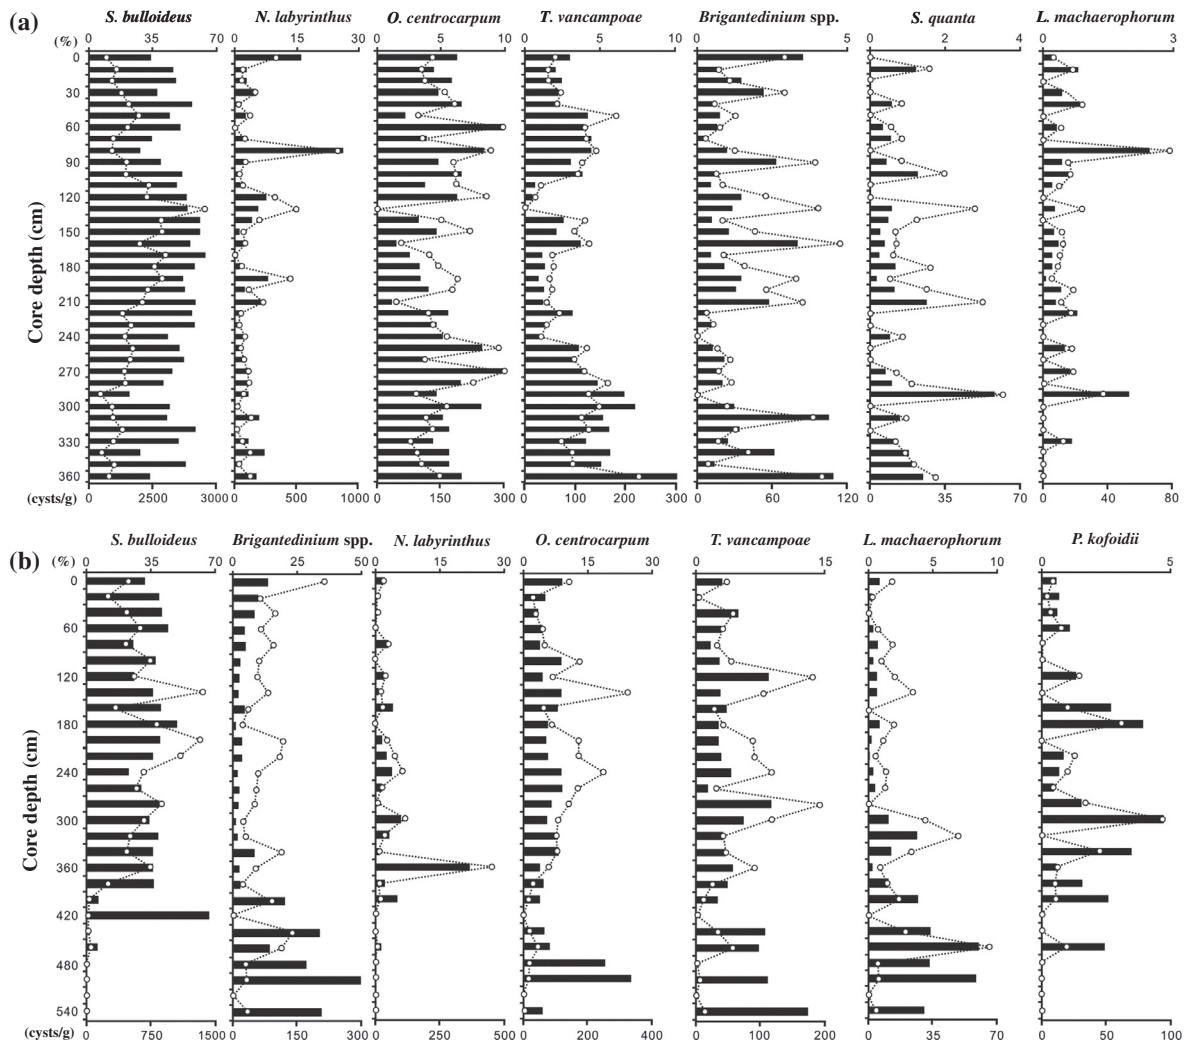 (a)
S. bulloideus N. labyrinthus O. centrocarpum T. vancampoae Brigantedinium spp. S. quanta L. machaerophorum
(%) 0 35 70 0 15 30 0 5 10 0 5 10 0 5 0 2 4 0 3
0
30
60
90
120
150
180
210
240
270
300
330
360
Core depth (cm)
(cysts/g) 0 2500 3000 0 500 1000 0 150 300 0 100 200 300 60 120 0 35 70 0 40 80
(b)
S. bulloideus Brigantedinium spp. N. labyrinthus O. centrocarpum T. vancampoae L. machaerophorum P. kofoidii
(%) 0 35 70 0 25 50 0 15 30 0 15 30 0 15 0 5 10 0 5
0
60
120
180
240
300
360
420
480
540
Core depth (cm)
(cysts/g) 0 750 1500 0 150 300 0 50 100 0 100 200 300 400 0 100 200 0 35 70 0 50 100